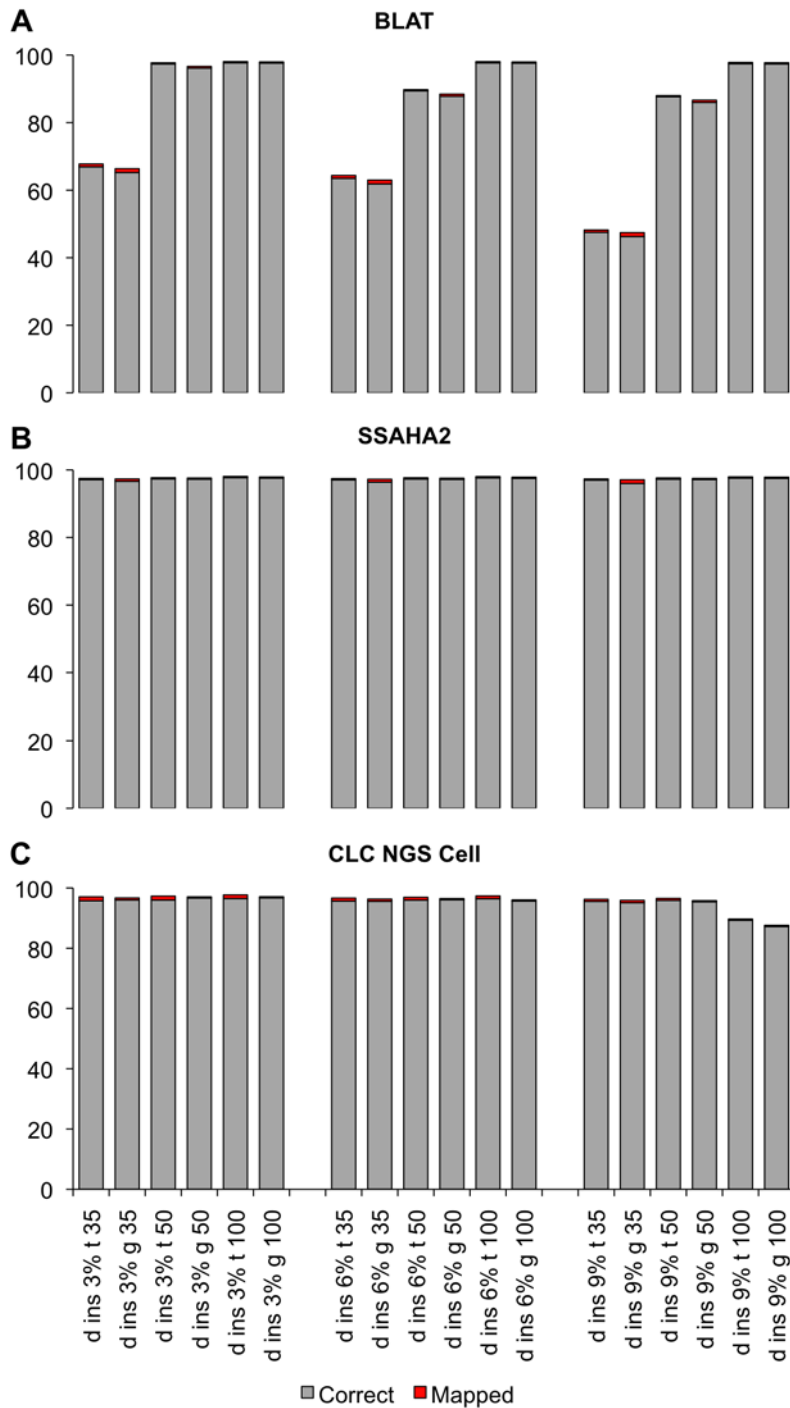 A
BLAT
100
80
60
40
20
0
B
SSAHA2
100
80
60
40
20
0
C
CLC NGS Cell
100
80
60
40
20
0
d ins 3% t 35
d ins 3% g 35
d ins 3% t 50
d ins 3% g 50
d ins 3% t 100
d ins 3% g 100
d ins 6% t 35
d ins 6% g 35
d ins 6% t 50
d ins 6% g 50
d ins 6% t 100
d ins 6% g 100
d ins 9% t 35
d ins 9% g 35
d ins 9% t 50
d ins 9% g 50
d ins 9% t 100
d ins 9% g 100
Correct Mapped